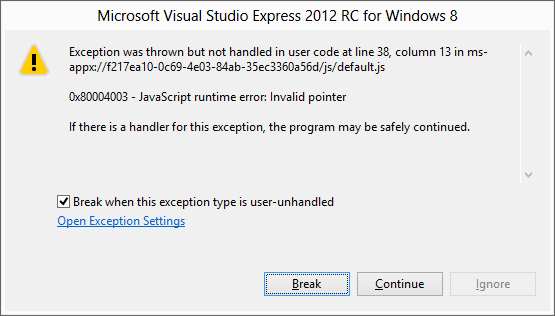 Microsoft Visual Studio Express 2012 RC for Windows 8
Exception was thrown but not handled in user code at line 38, column 13 in ms-
appx://f217ea10-0c69-4e03-84ab-35ec3360a56d/js/default.js
0x80004003 - JavaScript runtime error: Invalid pointer
If there is a handler for this exception, the program may be safely continued.
Break when this exception type is user-unhandled
Open Exception Settings
Break
Continue
Ignore